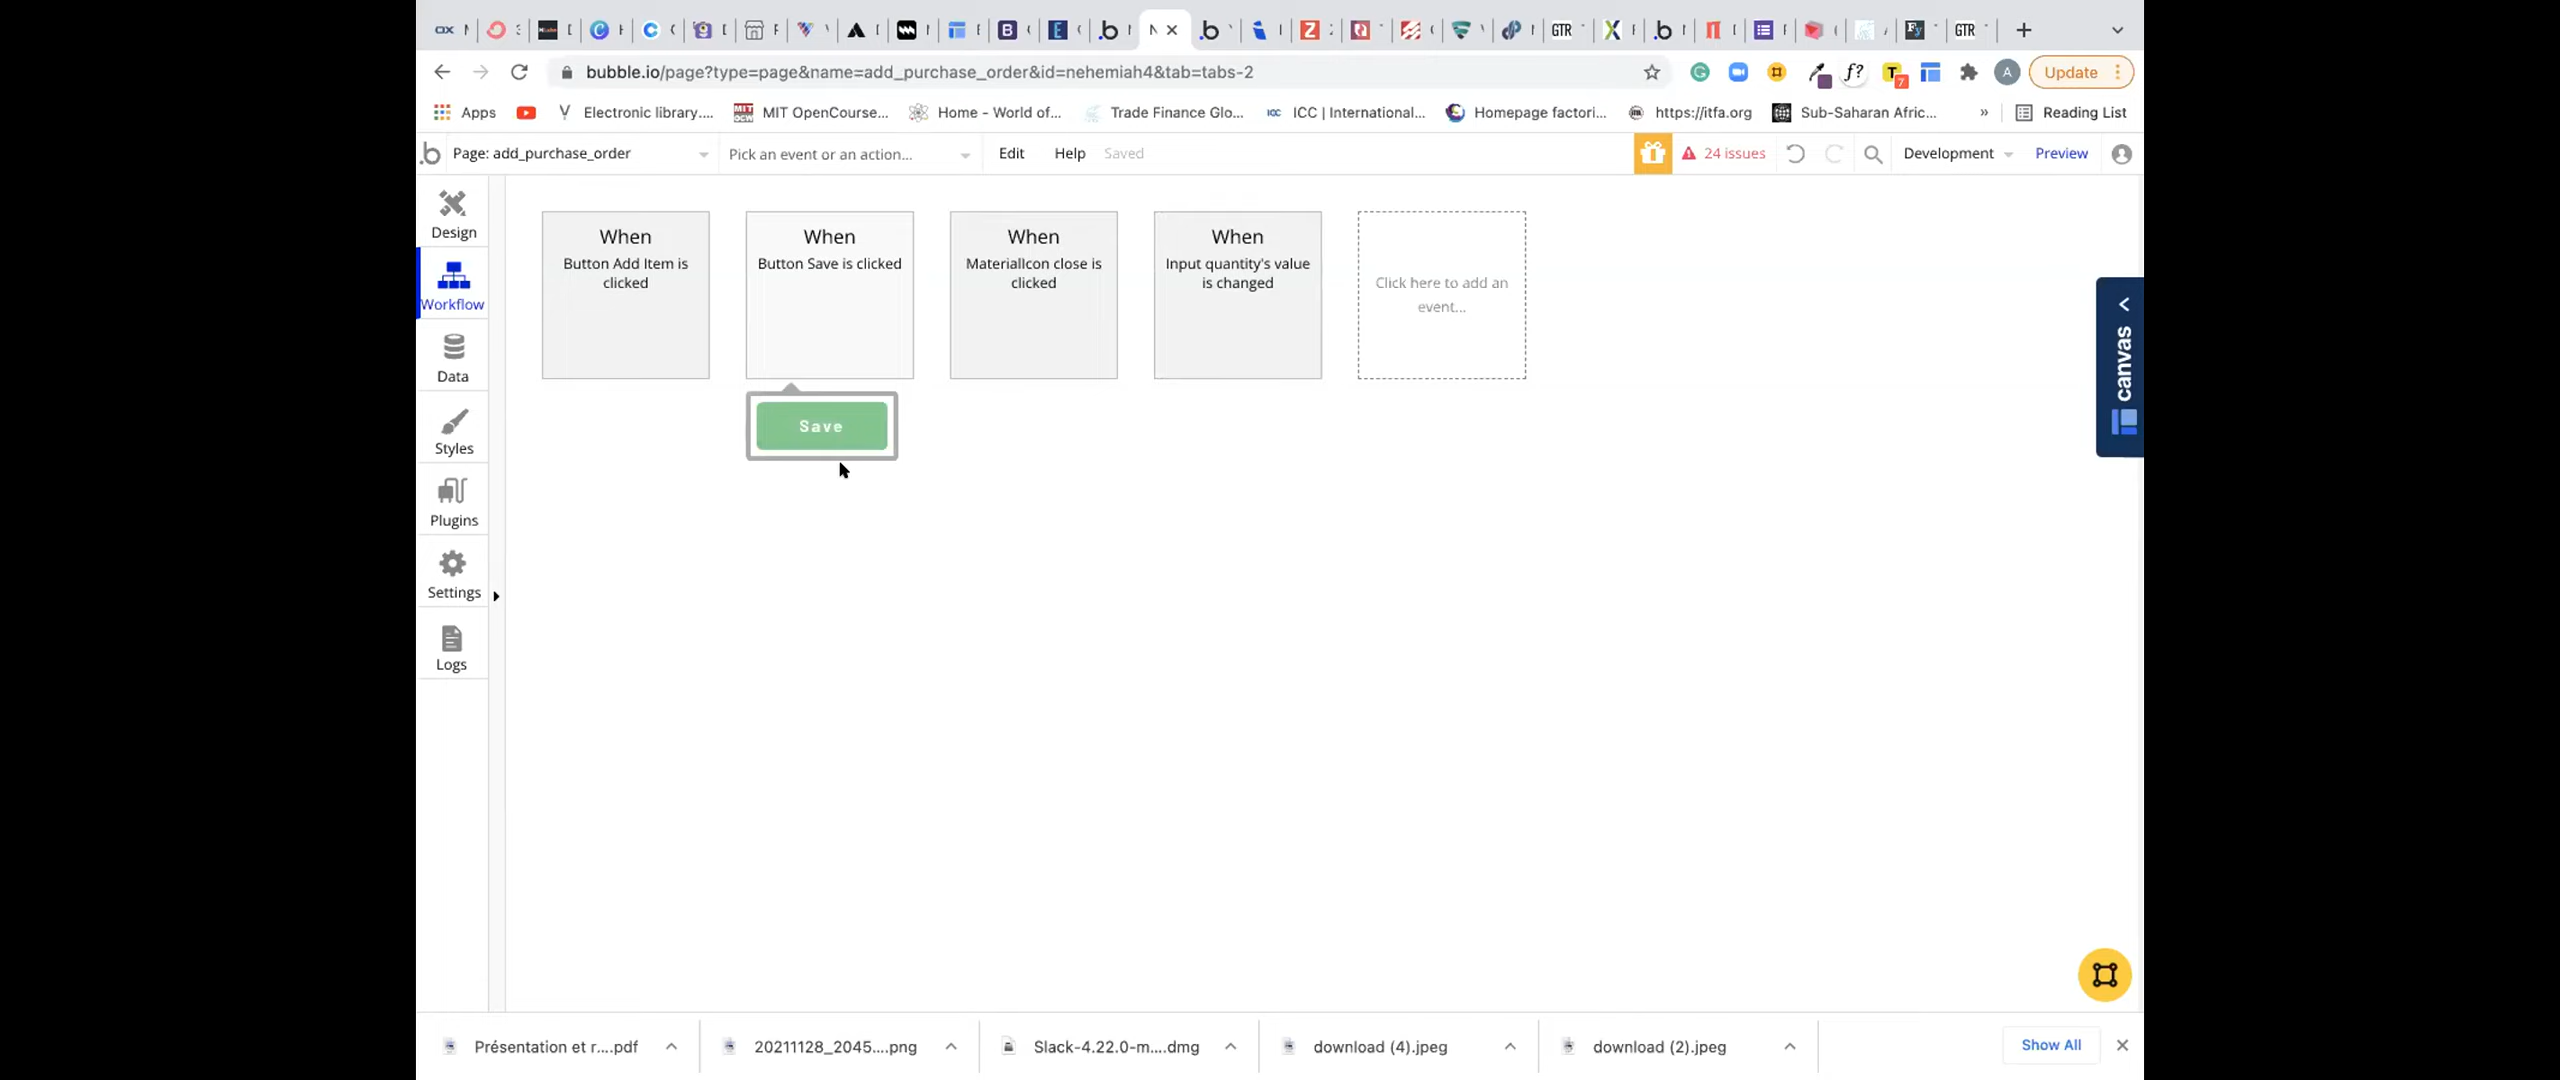 bubble.io/page?type=page&name=add_purchase_order&id=nehemiah4&tab=tabs-2
f?
7
A
Update
Apps
Electronic library....
MIT OpenCourse...
Home - World of...
Trade Finance Glo...
ICC | International...
Homepage factori...
https://itfa.org
Sub-Saharan Afric...
»
Reading List
Page: add_purchase_order
Pick an event or an action...
Edit
Help
Saved
24 issues
Development
Preview
Design
Workflow
Data
Styles
Plugins
Settings
Logs
When
Button Add Item is
clicked
When
Button Save is clicked
When
MaterialIcon close is
clicked
When
Input quantity's value
is changed
Click here to add an
event...
Save
canvas
Présentation et r....pdf
20211128_2045....png
Slack-4.22.0-m....dmg
download (4).jpeg
download (2).jpeg
Show All